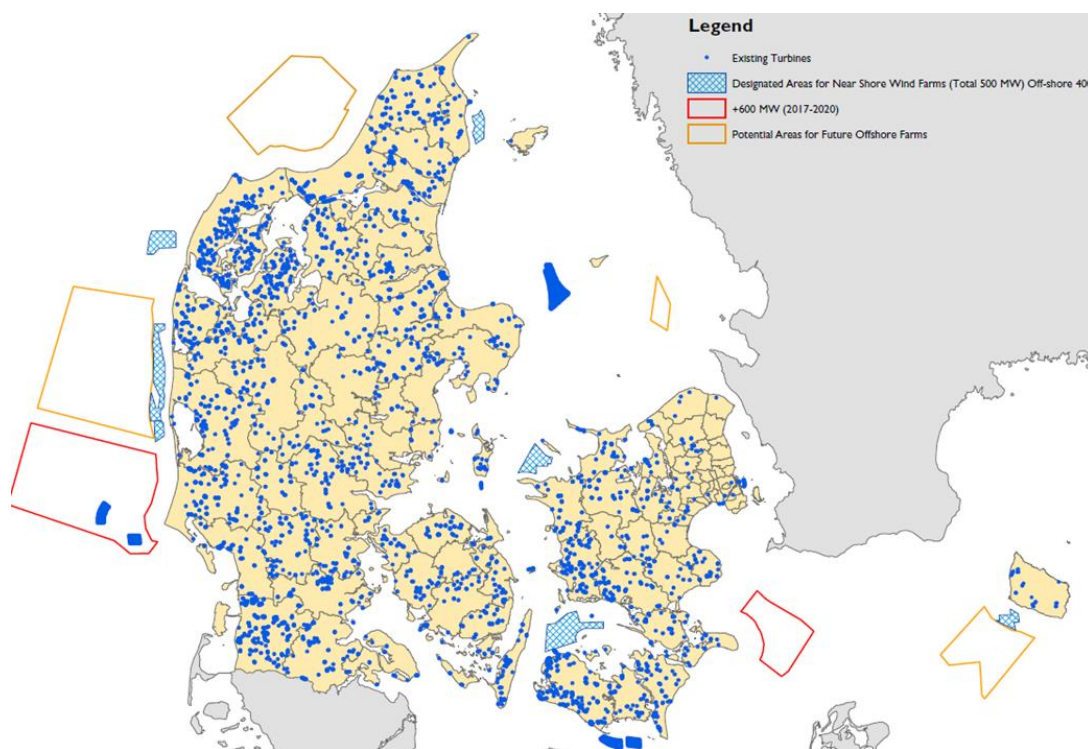 Legend
Existing Turbines
Designated Areas for Near Shore Wind Farms (Total 500 MW) Off-shore 400
+600 MW (2017-2020)
Potential Areas for Future Offshore Farms